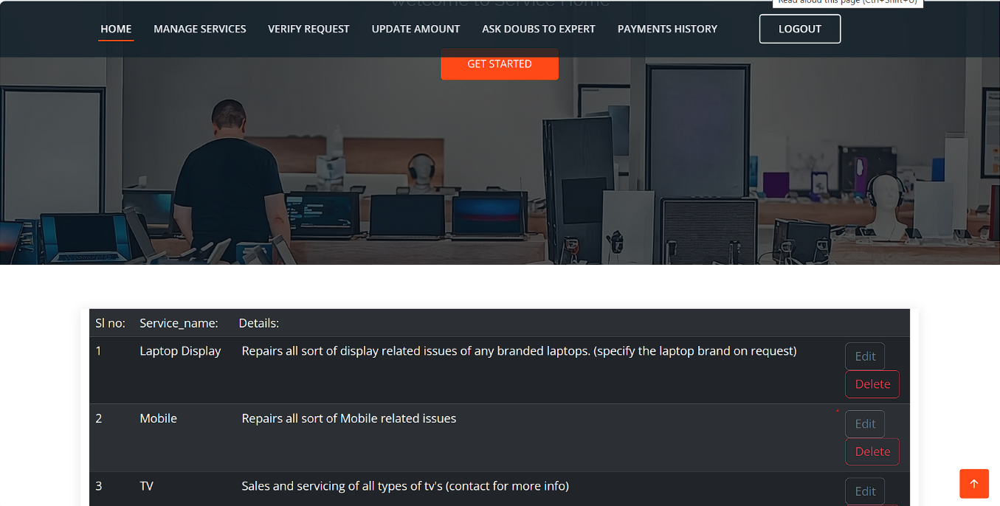 welcome to Service Home
Read aloud this page (Ctrl+Shift+U)
HOME MANAGE SERVICES VERIFY REQUEST UPDATE AMOUNT ASK DOUBS TO EXPERT PAYMENTS HISTORY LOGOUT
GET STARTED
Sl no: Service_name: Details:
1 Laptop Display Repairs all sort of display related issues of any branded laptops. (specify the laptop brand on request) Edit
Delete
2 Mobile Repairs all sort of Mobile related issues Edit
Delete
3 TV Sales and servicing of all types of tv's (contact for more info) Edit